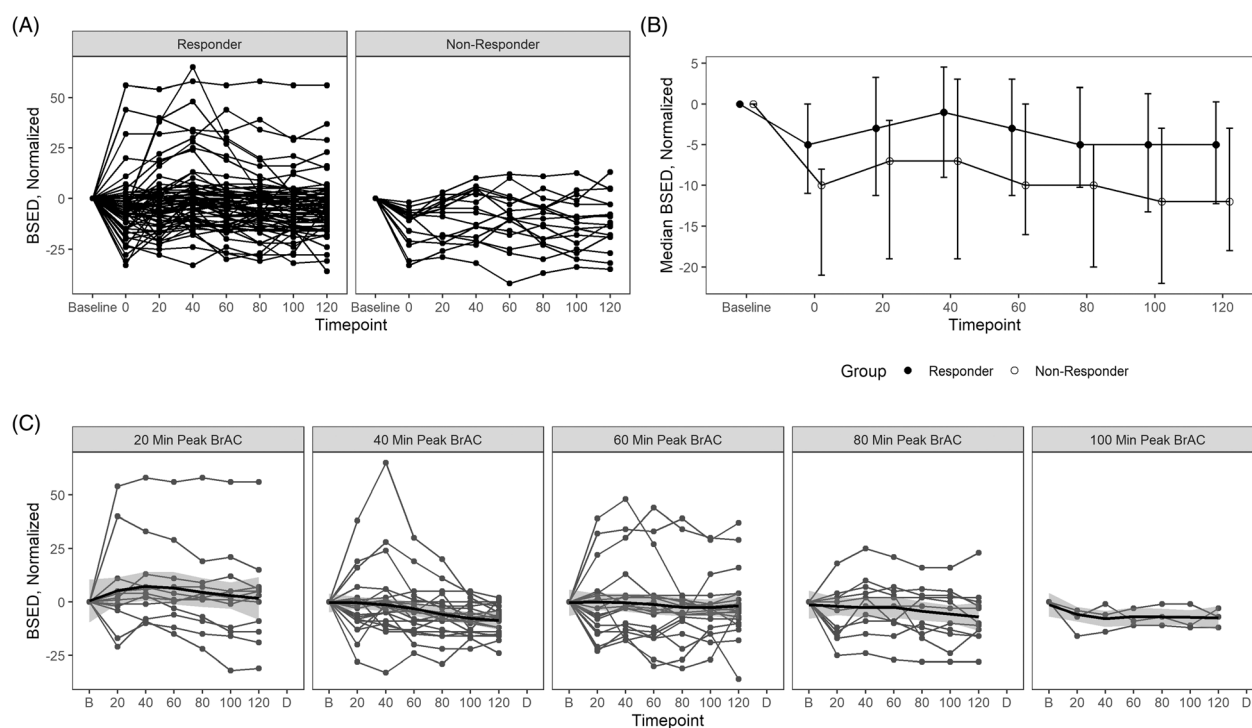 (A)
Responder
Non-Responder
BSED, Normalized
50
25
0
-25
Baseline 0 20 40 60 80 100 120
Baseline 0 20 40 60 80 100 120
Timepoint
(B)
Median BSED, Normalized
5
0
-5
-10
-15
-20
Baseline 0 20 40 60 80 100 120
Timepoint
Group Responder Non-Responder
(C)
20 Min Peak BrAC
40 Min Peak BrAC
60 Min Peak BrAC
80 Min Peak BrAC
100 Min Peak BrAC
BSED, Normalized
50
25
0
-25
B 20 40 60 80 100 120 D
B 20 40 60 80 100 120 D
B 20 40 60 80 100 120 D
B 20 40 60 80 100 120 D
B 20 40 60 80 100 120 D
Timepoint